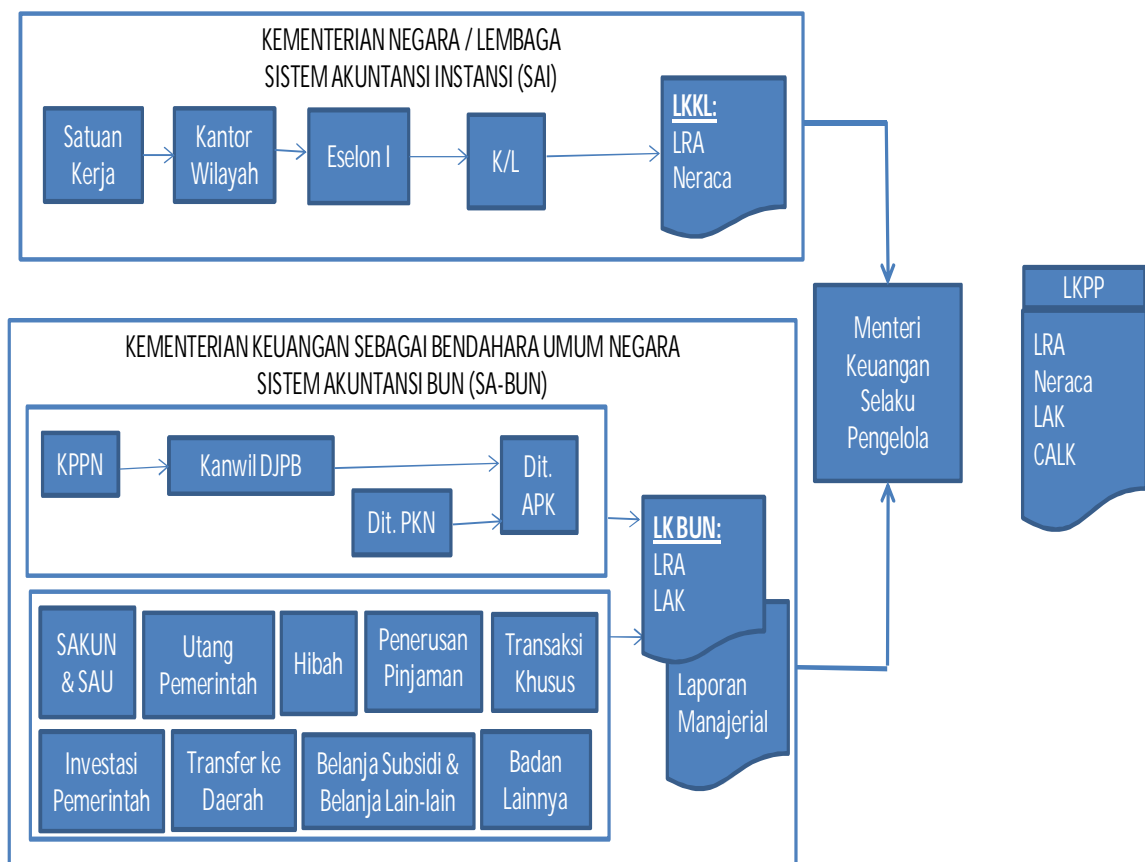 KEMENTERIAN NEGARA / LEMBAGA
SISTEM AKUNTANSI INSTANSI (SAI)
Satuan
Kerja
Kantor
Wilayah
Eselon I
K/L
LKKL:
LRA
Neraca
KEMENTERIAN KEUANGAN SEBAGAI BENDAHARA UMUM NEGARA
SISTEM AKUNTANSI BUN (SA-BUN)
KPPN
Kanwil DJPB
Dit. PKN
Dit.
APK
SAKUN
& SAU
Utang
Pemerintah
Hibah
Penerusan
Pinjaman
Transaksi
Khusus
Investasi
Pemerintah
Transfer ke
Daerah
Belanja Subsidi &
Belanja Lain-lain
Badan
Lainnya
LK BUN:
LRA
LAK
Laporan
Manajerial
Menteri
Keuangan
Selaku
Pengelola
LKPP
LRA
Neraca
LAK
CALK